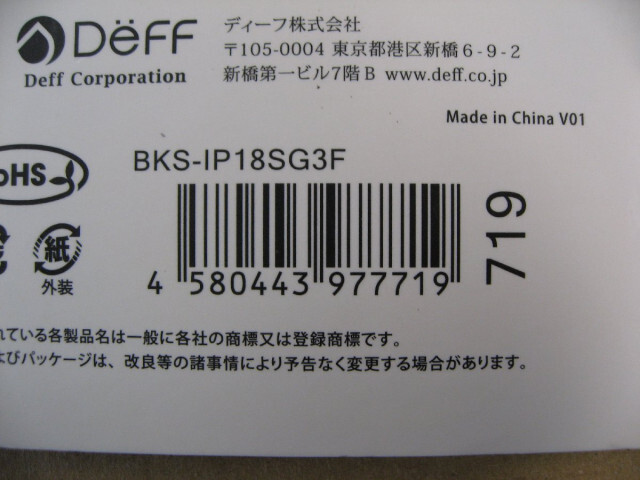 DëFF
Deff Corporation
ディーフ株式会社
〒105-0004 東京都港区新橋6-9-2
新橋第一ビル7階B www.deff.co.jp
Made in China V01
oHS
BKS-IP18SG3F
紙
外装
4 580443 977719
719
れている各製品名は一般に各社の商標又は登録商標です。
よびパッケージは、改良等の諸事情により予告なく変更する場合があります。